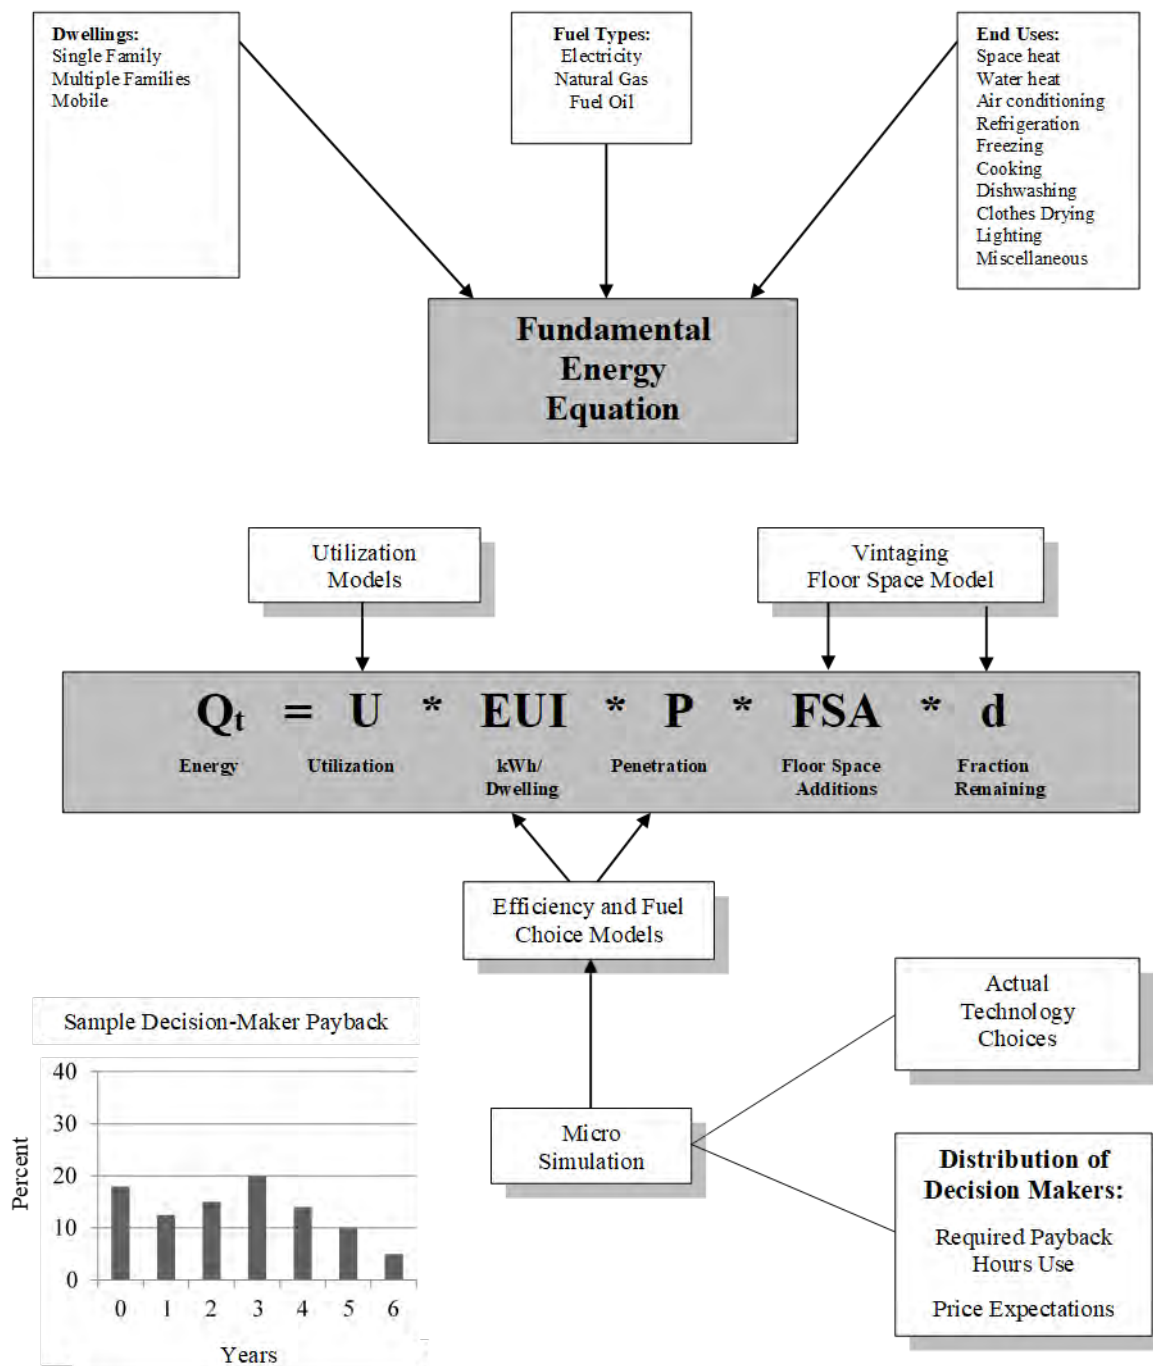 Dwellings:
Single Family
Multiple Families
Mobile
Fuel Types:
Electricity
Natural Gas
Fuel Oil
End Uses:
Space heat
Water heat
Air conditioning
Refrigeration
Freezing
Cooking
Dishwashing
Clothes Drying
Lighting
Miscellaneous
Fundamental
Energy
Equation
Utilization
Models
Vintaging
Floor Space Model
Qt = U * EUI * P * FSA * d
Energy
Utilization
kWh/
Dwelling
Penetration
Floor Space
Additions
Fraction
Remaining
Efficiency and Fuel
Choice Models
Micro
Simulation
Actual
Technology
Choices
Distribution of
Decision Makers:
Required Payback
Hours Use
Price Expectations
Sample Decision-Maker Payback
Percent
40
30
20
10
0
0 1 2 3 4 5 6
Years